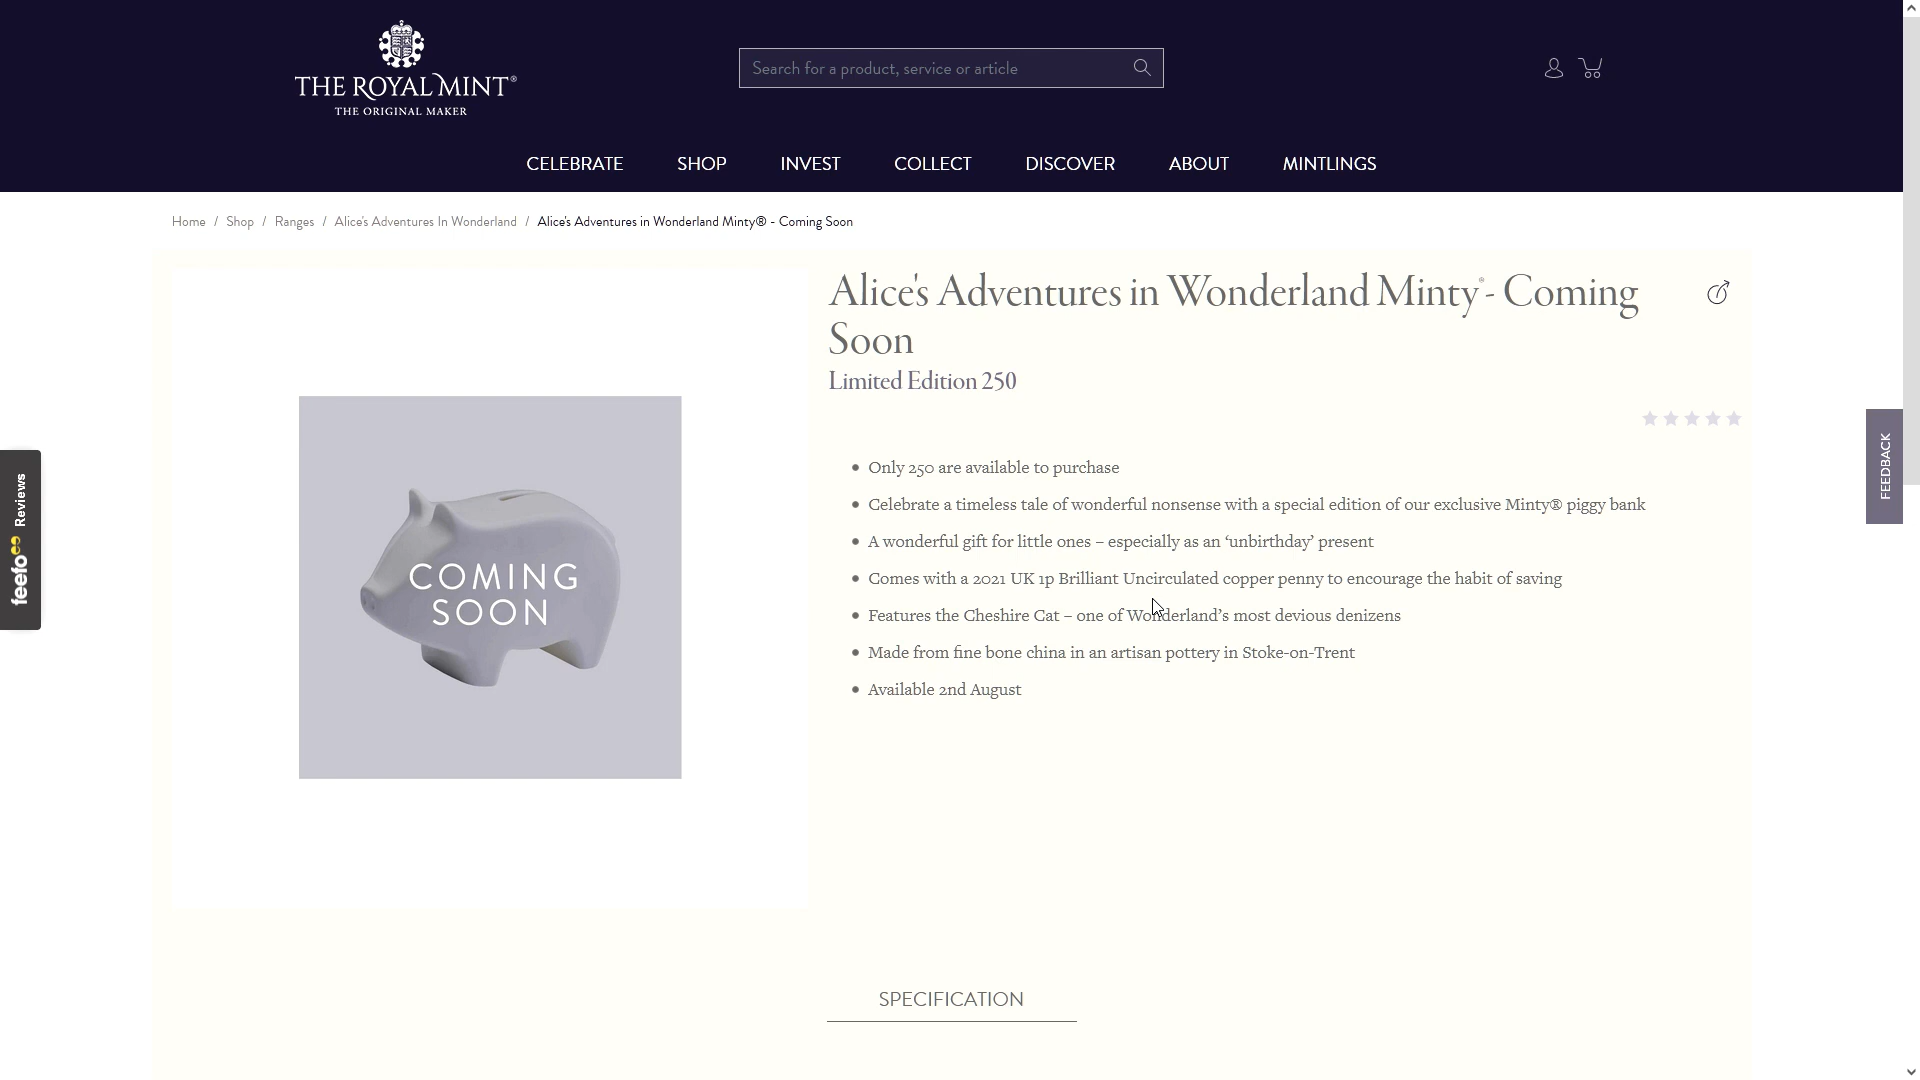 THE ROYAL MINT®
THE ORIGINAL MAKER
Search for a product, service or article
CELEBRATE SHOP INVEST COLLECT DISCOVER ABOUT MINTLINGS
Home / Shop / Ranges / Alice's Adventures In Wonderland / Alice's Adventures in Wonderland Minty® - Coming Soon
Alice's Adventures in Wonderland Minty®- Coming
Soon
Limited Edition 250
• Only 250 are available to purchase
• Celebrate a timeless tale of wonderful nonsense with a special edition of our exclusive Minty® piggy bank
• A wonderful gift for little ones – especially as an ‘unbirthday’ present
• Comes with a 2021 UK 1p Brilliant Uncirculated copper penny to encourage the habit of saving
• Features the Cheshire Cat – one of Wonderland’s most devious denizens
• Made from fine bone china in an artisan pottery in Stoke-on-Trent
• Available 2nd August
COMING
SOON
feefo Reviews
FEEDBACK
SPECIFICATION